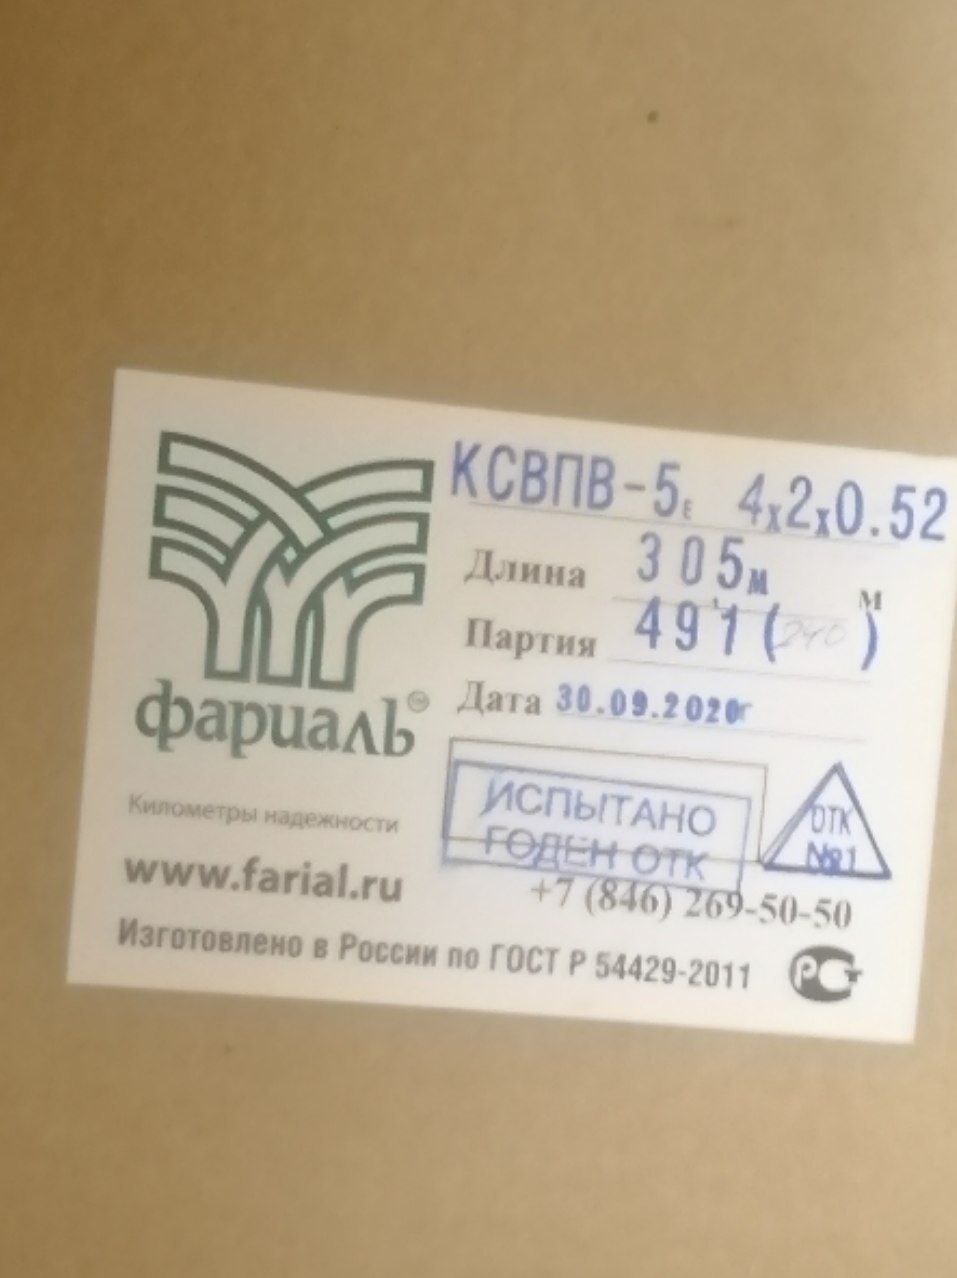 КСВПВ-5е 4х2х0.52
Длина 305м м
Партия 491 (240)
Дата 30.09.2020г
фариаль
Километры надежности
www.farial.ru
ИСПЫТАНО
ГОДЕН ОТК
ОТК
№1
+7 (846) 269-50-50
Изготовлено в России по ГОСТ Р 54429-2011 РСТ